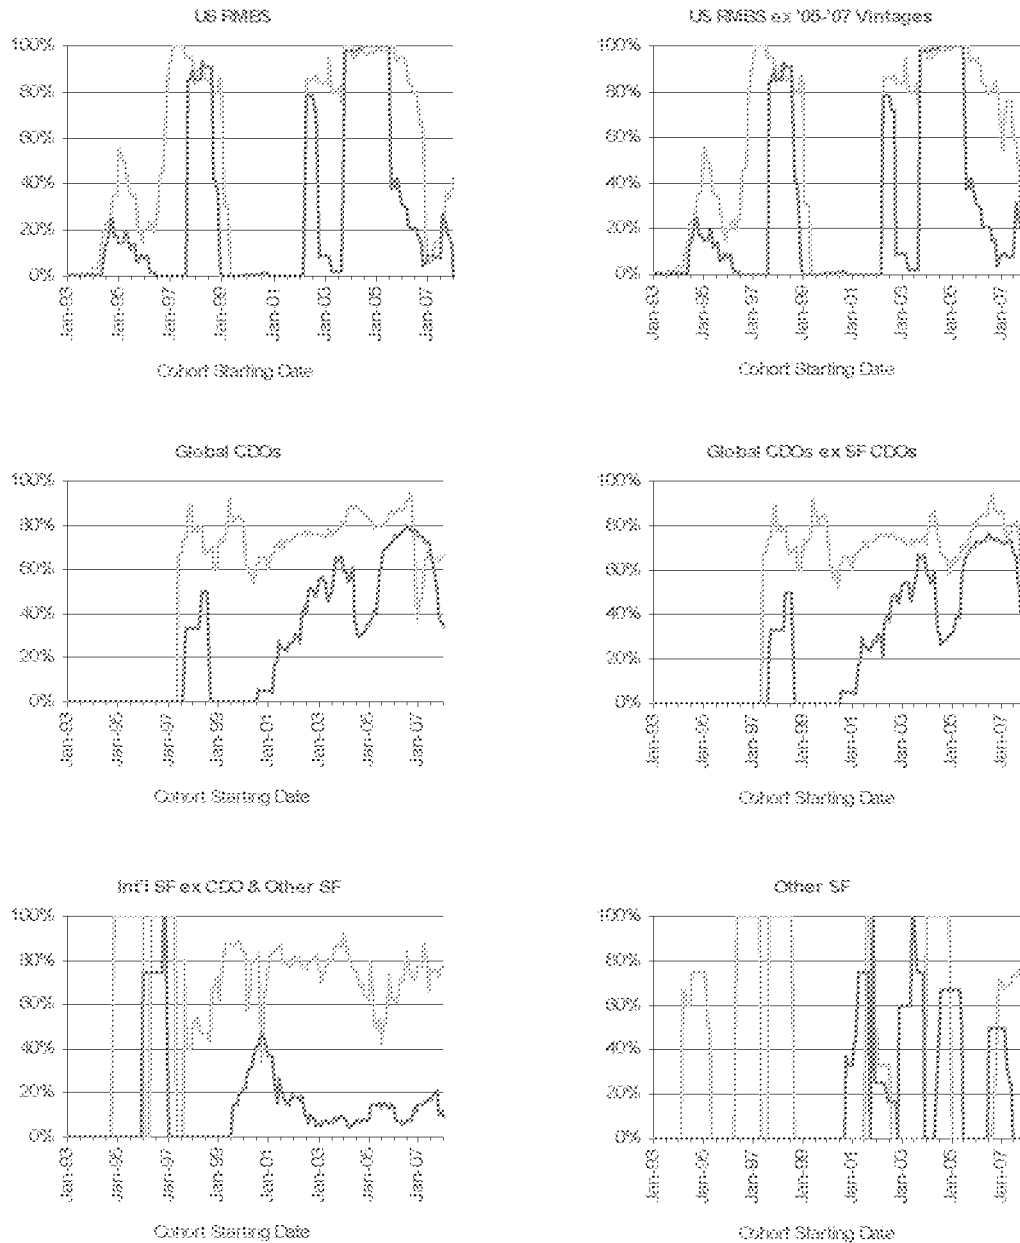 US RMBS
100%
80%
60%
40%
20%
0%
Jan-93
Jan-95
Jan-97
Jan-99
Jan-01
Jan-03
Jan-05
Jan-07
Cohort Starting Date
US RMBS ex '05-'07 Vintages
100%
80%
60%
40%
20%
0%
Jan-93
Jan-95
Jan-97
Jan-99
Jan-01
Jan-03
Jan-05
Jan-07
Cohort Starting Date
Global CDOs
100%
80%
60%
40%
20%
0%
Jan-93
Jan-95
Jan-97
Jan-99
Jan-01
Jan-03
Jan-05
Jan-07
Cohort Starting Date
Global CDOs ex SF CDOs
100%
80%
60%
40%
20%
0%
Jan-93
Jan-95
Jan-97
Jan-99
Jan-01
Jan-03
Jan-05
Jan-07
Cohort Starting Date
Int'l SF ex CDO & Other SF
100%
80%
60%
40%
20%
0%
Jan-93
Jan-95
Jan-97
Jan-99
Jan-01
Jan-03
Jan-05
Jan-07
Cohort Starting Date
Other SF
100%
80%
60%
40%
20%
0%
Jan-93
Jan-95
Jan-97
Jan-99
Jan-01
Jan-03
Jan-05
Jan-07
Cohort Starting Date